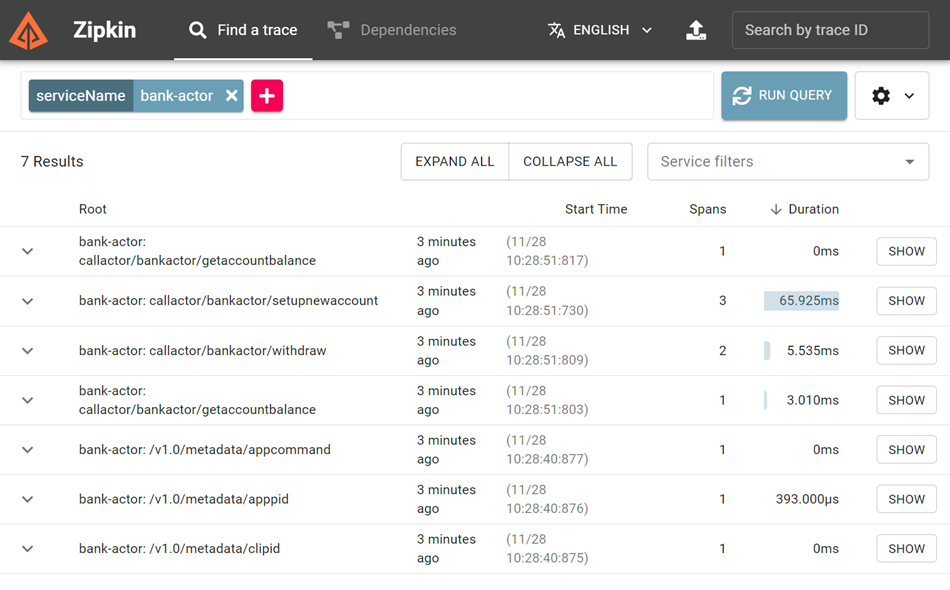 Zipkin
Find a trace
Dependencies
ENGLISH
Search by trace ID
serviceName bank-actor
RUN QUERY
7 Results
EXPAND ALL
COLLAPSE ALL
Service filters
Root Start Time Spans Duration
bank-actor:
callactor/bankactor/getaccountbalance
3 minutes
ago
(11/28
10:28:51:817)
1
0ms
SHOW
bank-actor: callactor/bankactor/setupnewaccount
3 minutes
ago
(11/28
10:28:51:730)
3
65.925ms
SHOW
bank-actor: callactor/bankactor/withdraw
3 minutes
ago
(11/28
10:28:51:809)
2
5.535ms
SHOW
bank-actor:
callactor/bankactor/getaccountbalance
3 minutes
ago
(11/28
10:28:51:803)
1
3.010ms
SHOW
bank-actor: /v1.0/metadata/appcommand
3 minutes
ago
(11/28
10:28:40:877)
1
0ms
SHOW
bank-actor: /v1.0/metadata/apppid
3 minutes
ago
(11/28
10:28:40:876)
1
393.000μs
SHOW
bank-actor: /v1.0/metadata/clipid
3 minutes
ago
(11/28
10:28:40:875)
1
0ms
SHOW